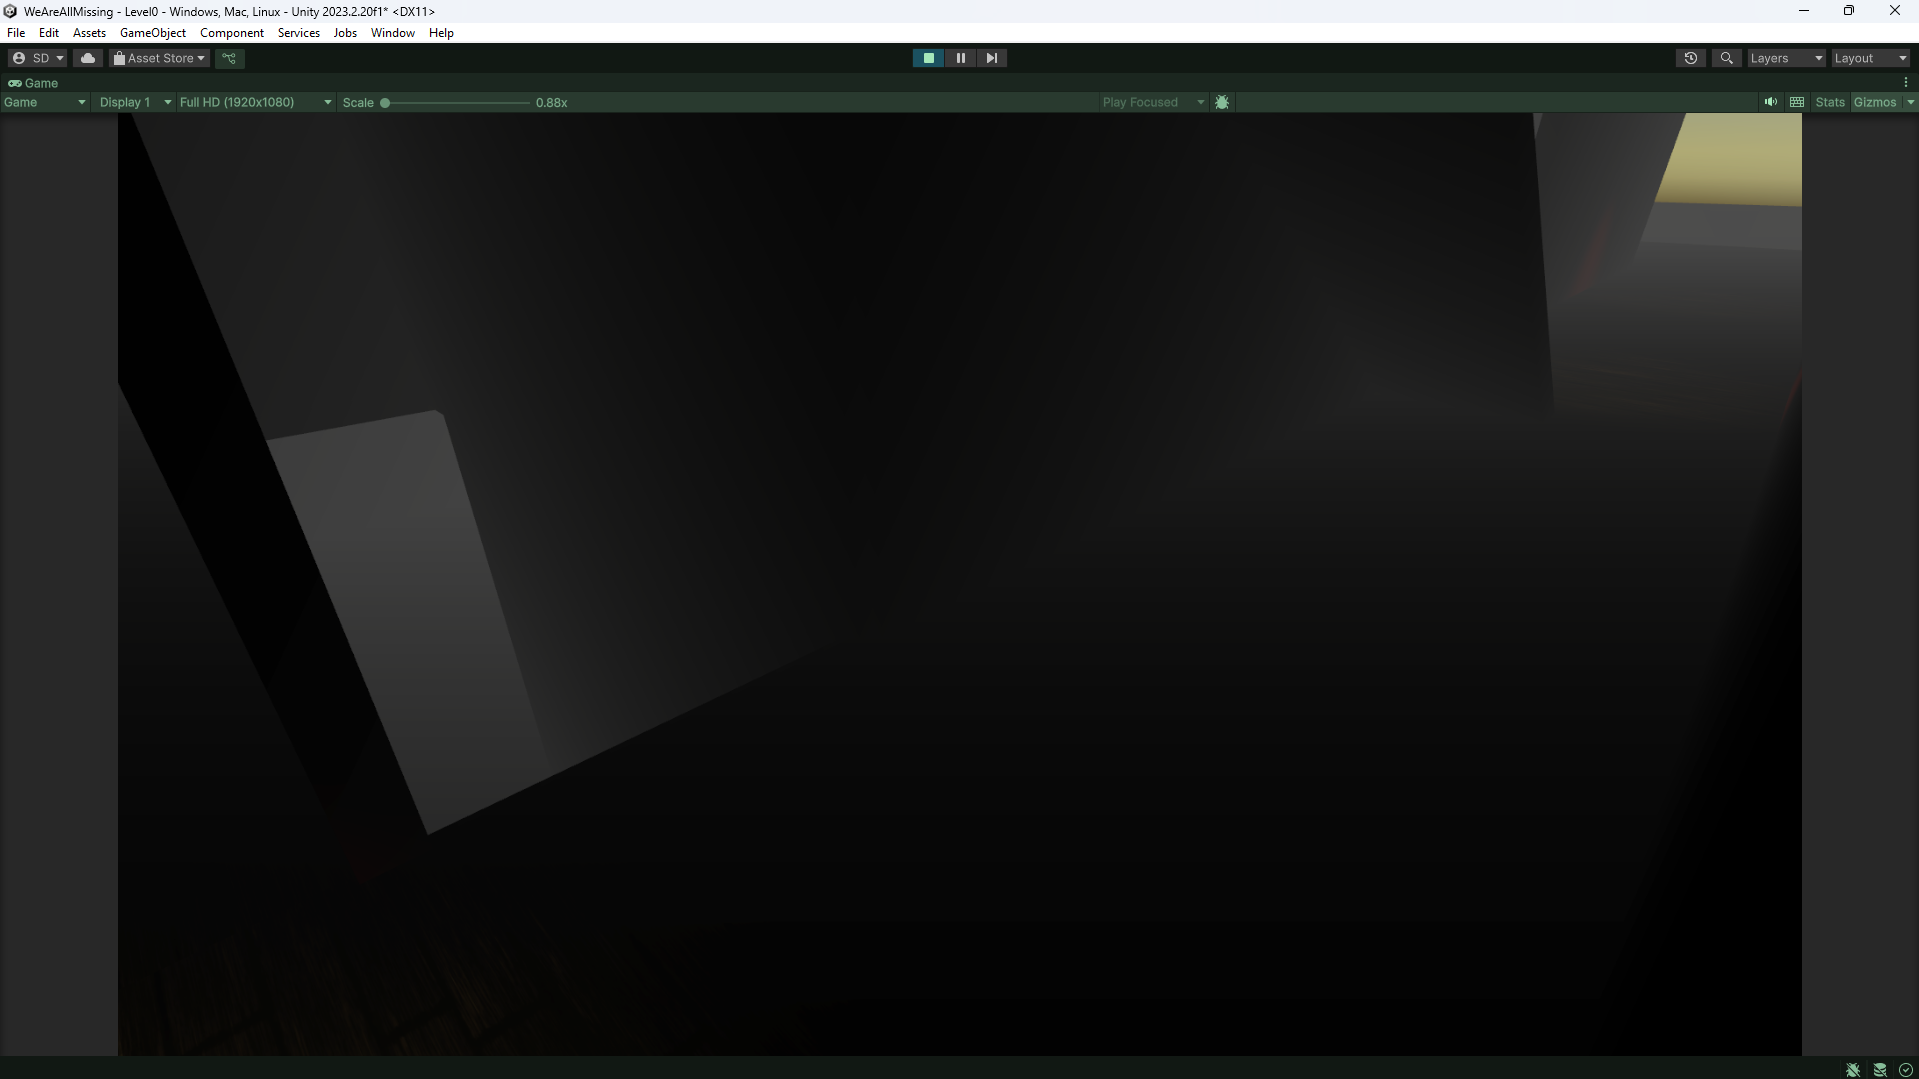 WeAreAllMissing - Level0 - Windows, Mac, Linux - Unity 2023.2.20f1* <DX11>
File Edit Assets GameObject Component Services Jobs Window Help
SD Asset Store Layers Layout
Game
Game Display 1 Full HD (1920x1080) Scale 0.88x Play Focused Stats Gizmos